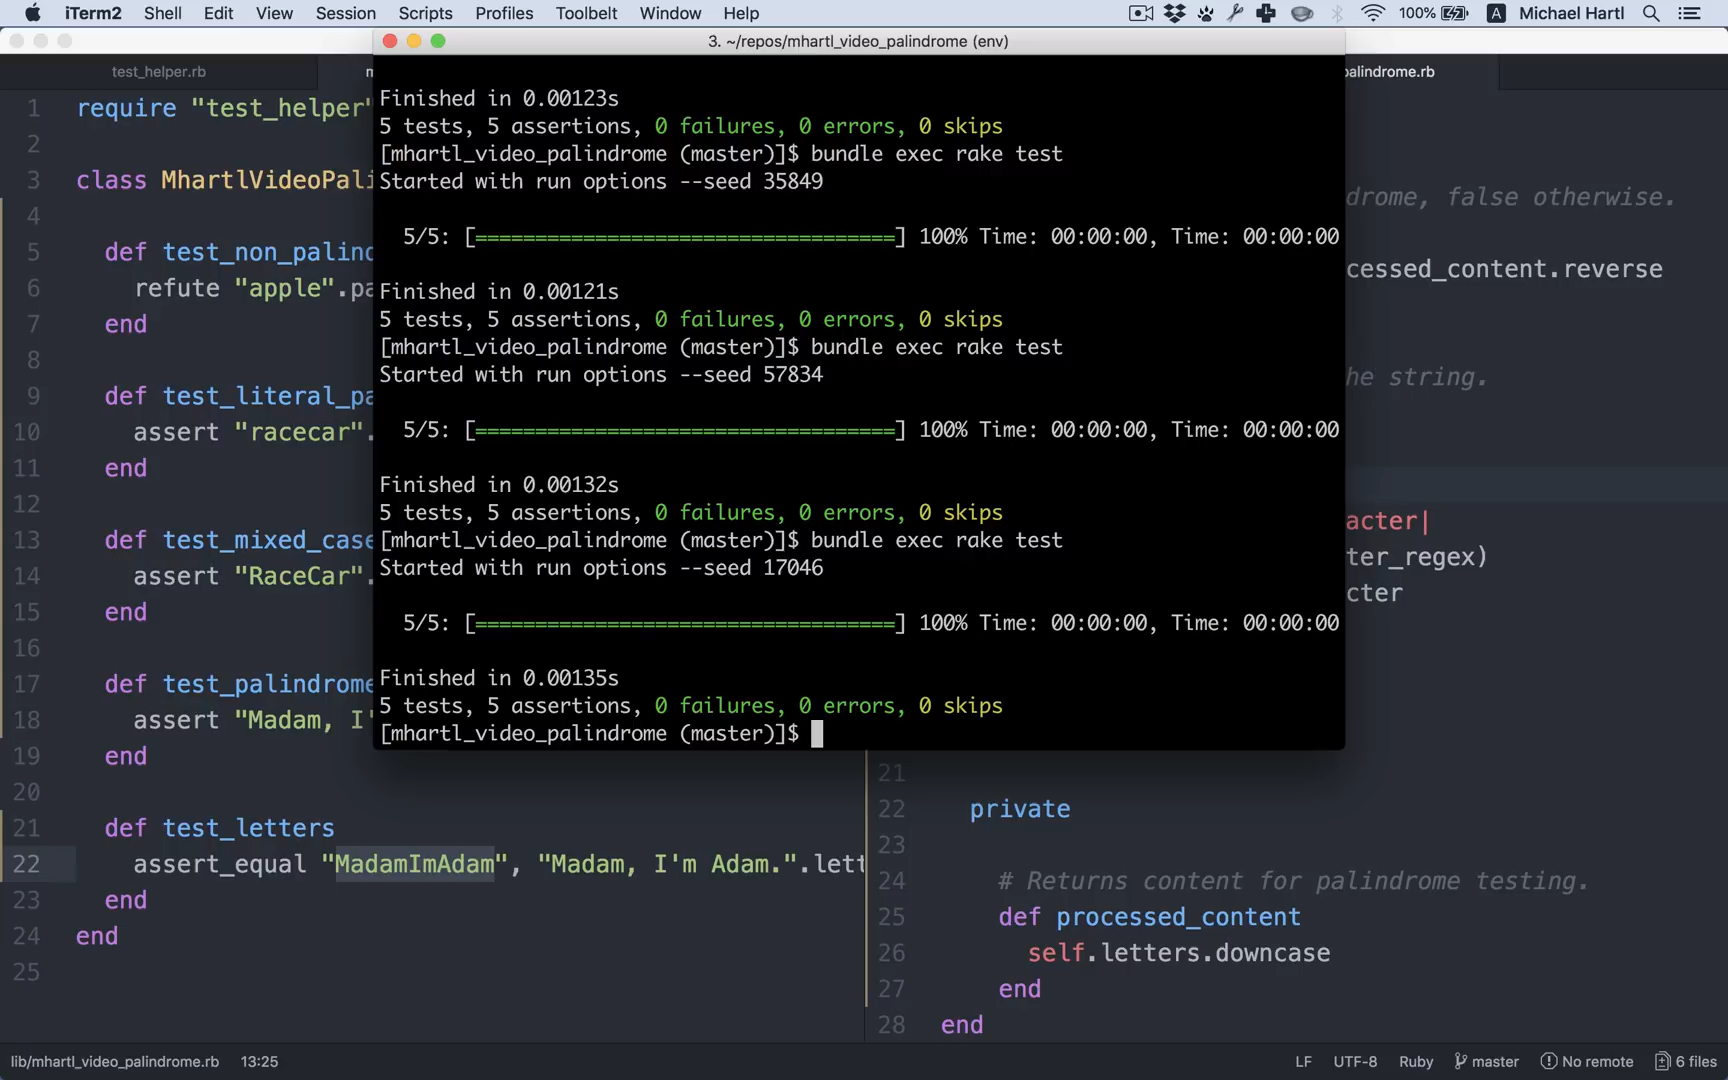 iTerm2 Shell Edit View Session Scripts Profiles Toolbelt Window Help 100% A Michael Hartl
3. ~/repos/mhartl_video_palindrome (env)
test_helper.rb
palindrome.rb
1 require "test_helper"
2
3 class MhartlVideoPali
4
5 def test_non_palind
6 refute "apple".pa
7 end
8
9 def test_literal_pa
10 assert "racecar".
11 end
12
13 def test_mixed_case
14 assert "RaceCar".
15 end
16
17 def test_palindrome
18 assert "Madam, I'
19 end
20
21 def test_letters
22 assert_equal "MadamImAdam", "Madam, I'm Adam.".lett
23 end
24 end
25
Finished in 0.00123s
5 tests, 5 assertions, 0 failures, 0 errors, 0 skips
[mhartl_video_palindrome (master)]$ bundle exec rake test
Started with run options --seed 35849
5/5: [===================================] 100% Time: 00:00:00, Time: 00:00:00
Finished in 0.00121s
5 tests, 5 assertions, 0 failures, 0 errors, 0 skips
[mhartl_video_palindrome (master)]$ bundle exec rake test
Started with run options --seed 57834
5/5: [===================================] 100% Time: 00:00:00, Time: 00:00:00
Finished in 0.00132s
5 tests, 5 assertions, 0 failures, 0 errors, 0 skips
[mhartl_video_palindrome (master)]$ bundle exec rake test
Started with run options --seed 17046
5/5: [===================================] 100% Time: 00:00:00, Time: 00:00:00
Finished in 0.00135s
5 tests, 5 assertions, 0 failures, 0 errors, 0 skips
[mhartl_video_palindrome (master)]$
drome, false otherwise.
cessed_content.reverse
he string.
acter|
ter_regex)
cter
21
22 private
23
24 # Returns content for palindrome testing.
25 def processed_content
26 self.letters.downcase
27 end
28 end
lib/mhartl_video_palindrome.rb 13:25 LF UTF-8 Ruby master No remote 6 files